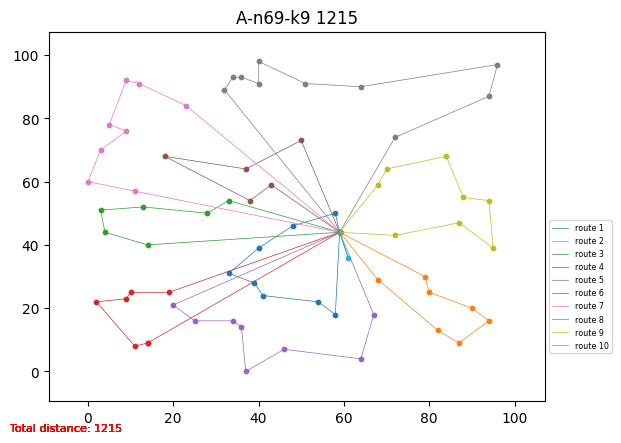 A-n69-k9 1215
100
80
60
40
20
0
0 20 40 60 80 100
route 1
route 2
route 3
route 4
route 5
route 6
route 7
route 8
route 9
route 10
Total distance: 1215